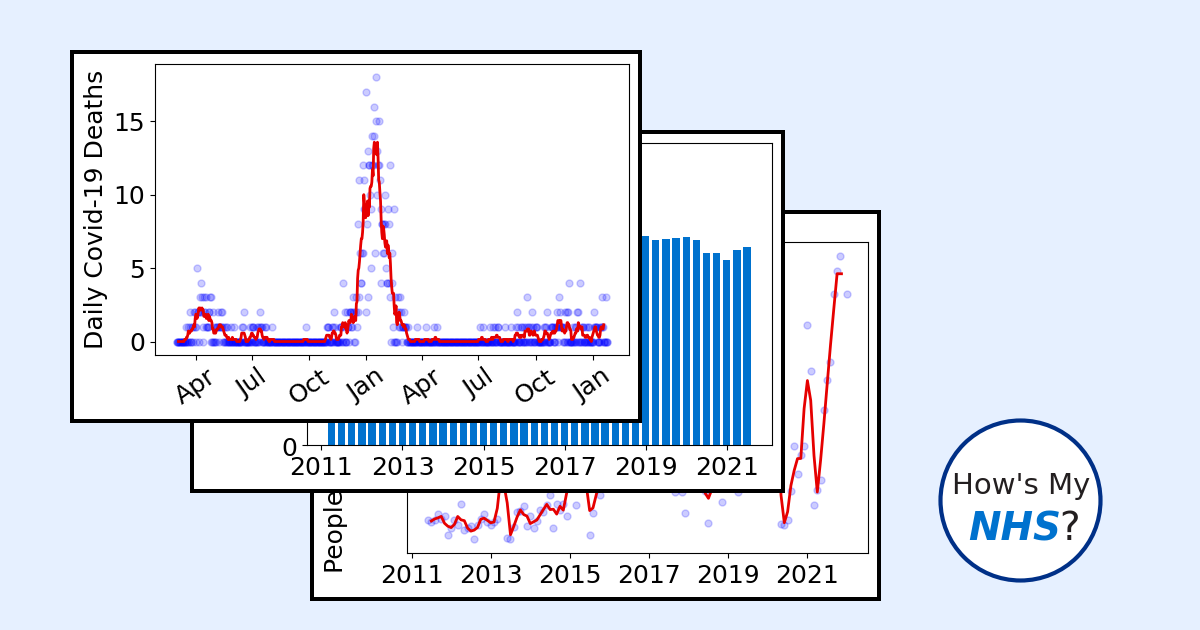 Daily Covid-19 Deaths
15
10
5
0
Apr Jul Oct Jan Apr Jul Oct Jan
0
2011 2013 2015 2017 2019 2021
People
2011 2013 2015 2017 2019 2021
How's My
NHS?